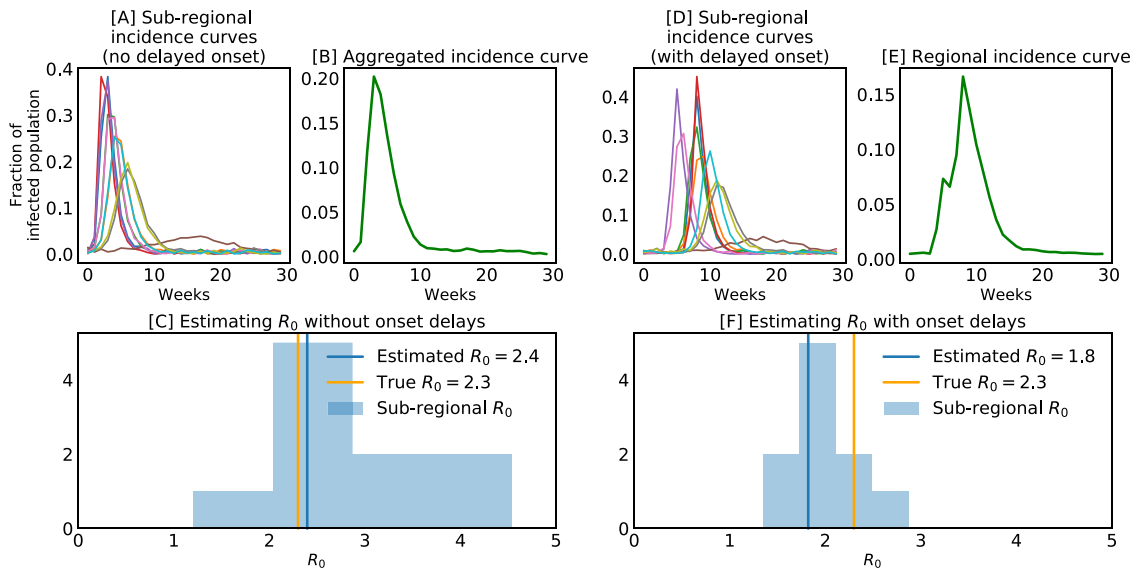 [A] Sub-regional
incidence curves
(no delayed onset)
0.4
0.3
0.2
0.1
0.0
Fraction of
infected population
0 10 20 30
Weeks
[B] Aggregated incidence curve
0.20
0.15
0.10
0.05
0.00
0 10 20 30
Weeks
[D] Sub-regional
incidence curves
(with delayed onset)
0.4
0.3
0.2
0.1
0.0
0 10 20 30
Weeks
[E] Regional incidence curve
0.15
0.10
0.05
0.00
0 10 20 30
Weeks
[C] Estimating R₀ without onset delays
Estimated R₀ = 2.4
True R₀ = 2.3
Sub-regional R₀
4
2
0
0 1 2 3 4 5
R₀
[F] Estimating R₀ with onset delays
Estimated R₀ = 1.8
True R₀ = 2.3
Sub-regional R₀
4
2
0
0 1 2 3 4 5
R₀